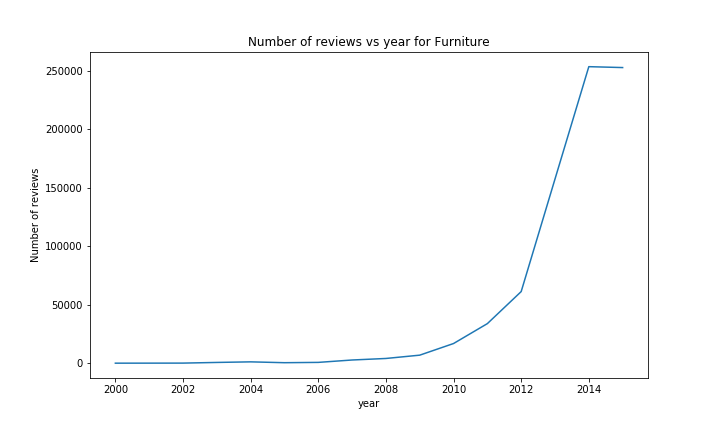 Number of reviews vs year for Furniture
250000
200000
150000
100000
50000
0
Number of reviews
2000 2002 2004 2006 2008 2010 2012 2014
year